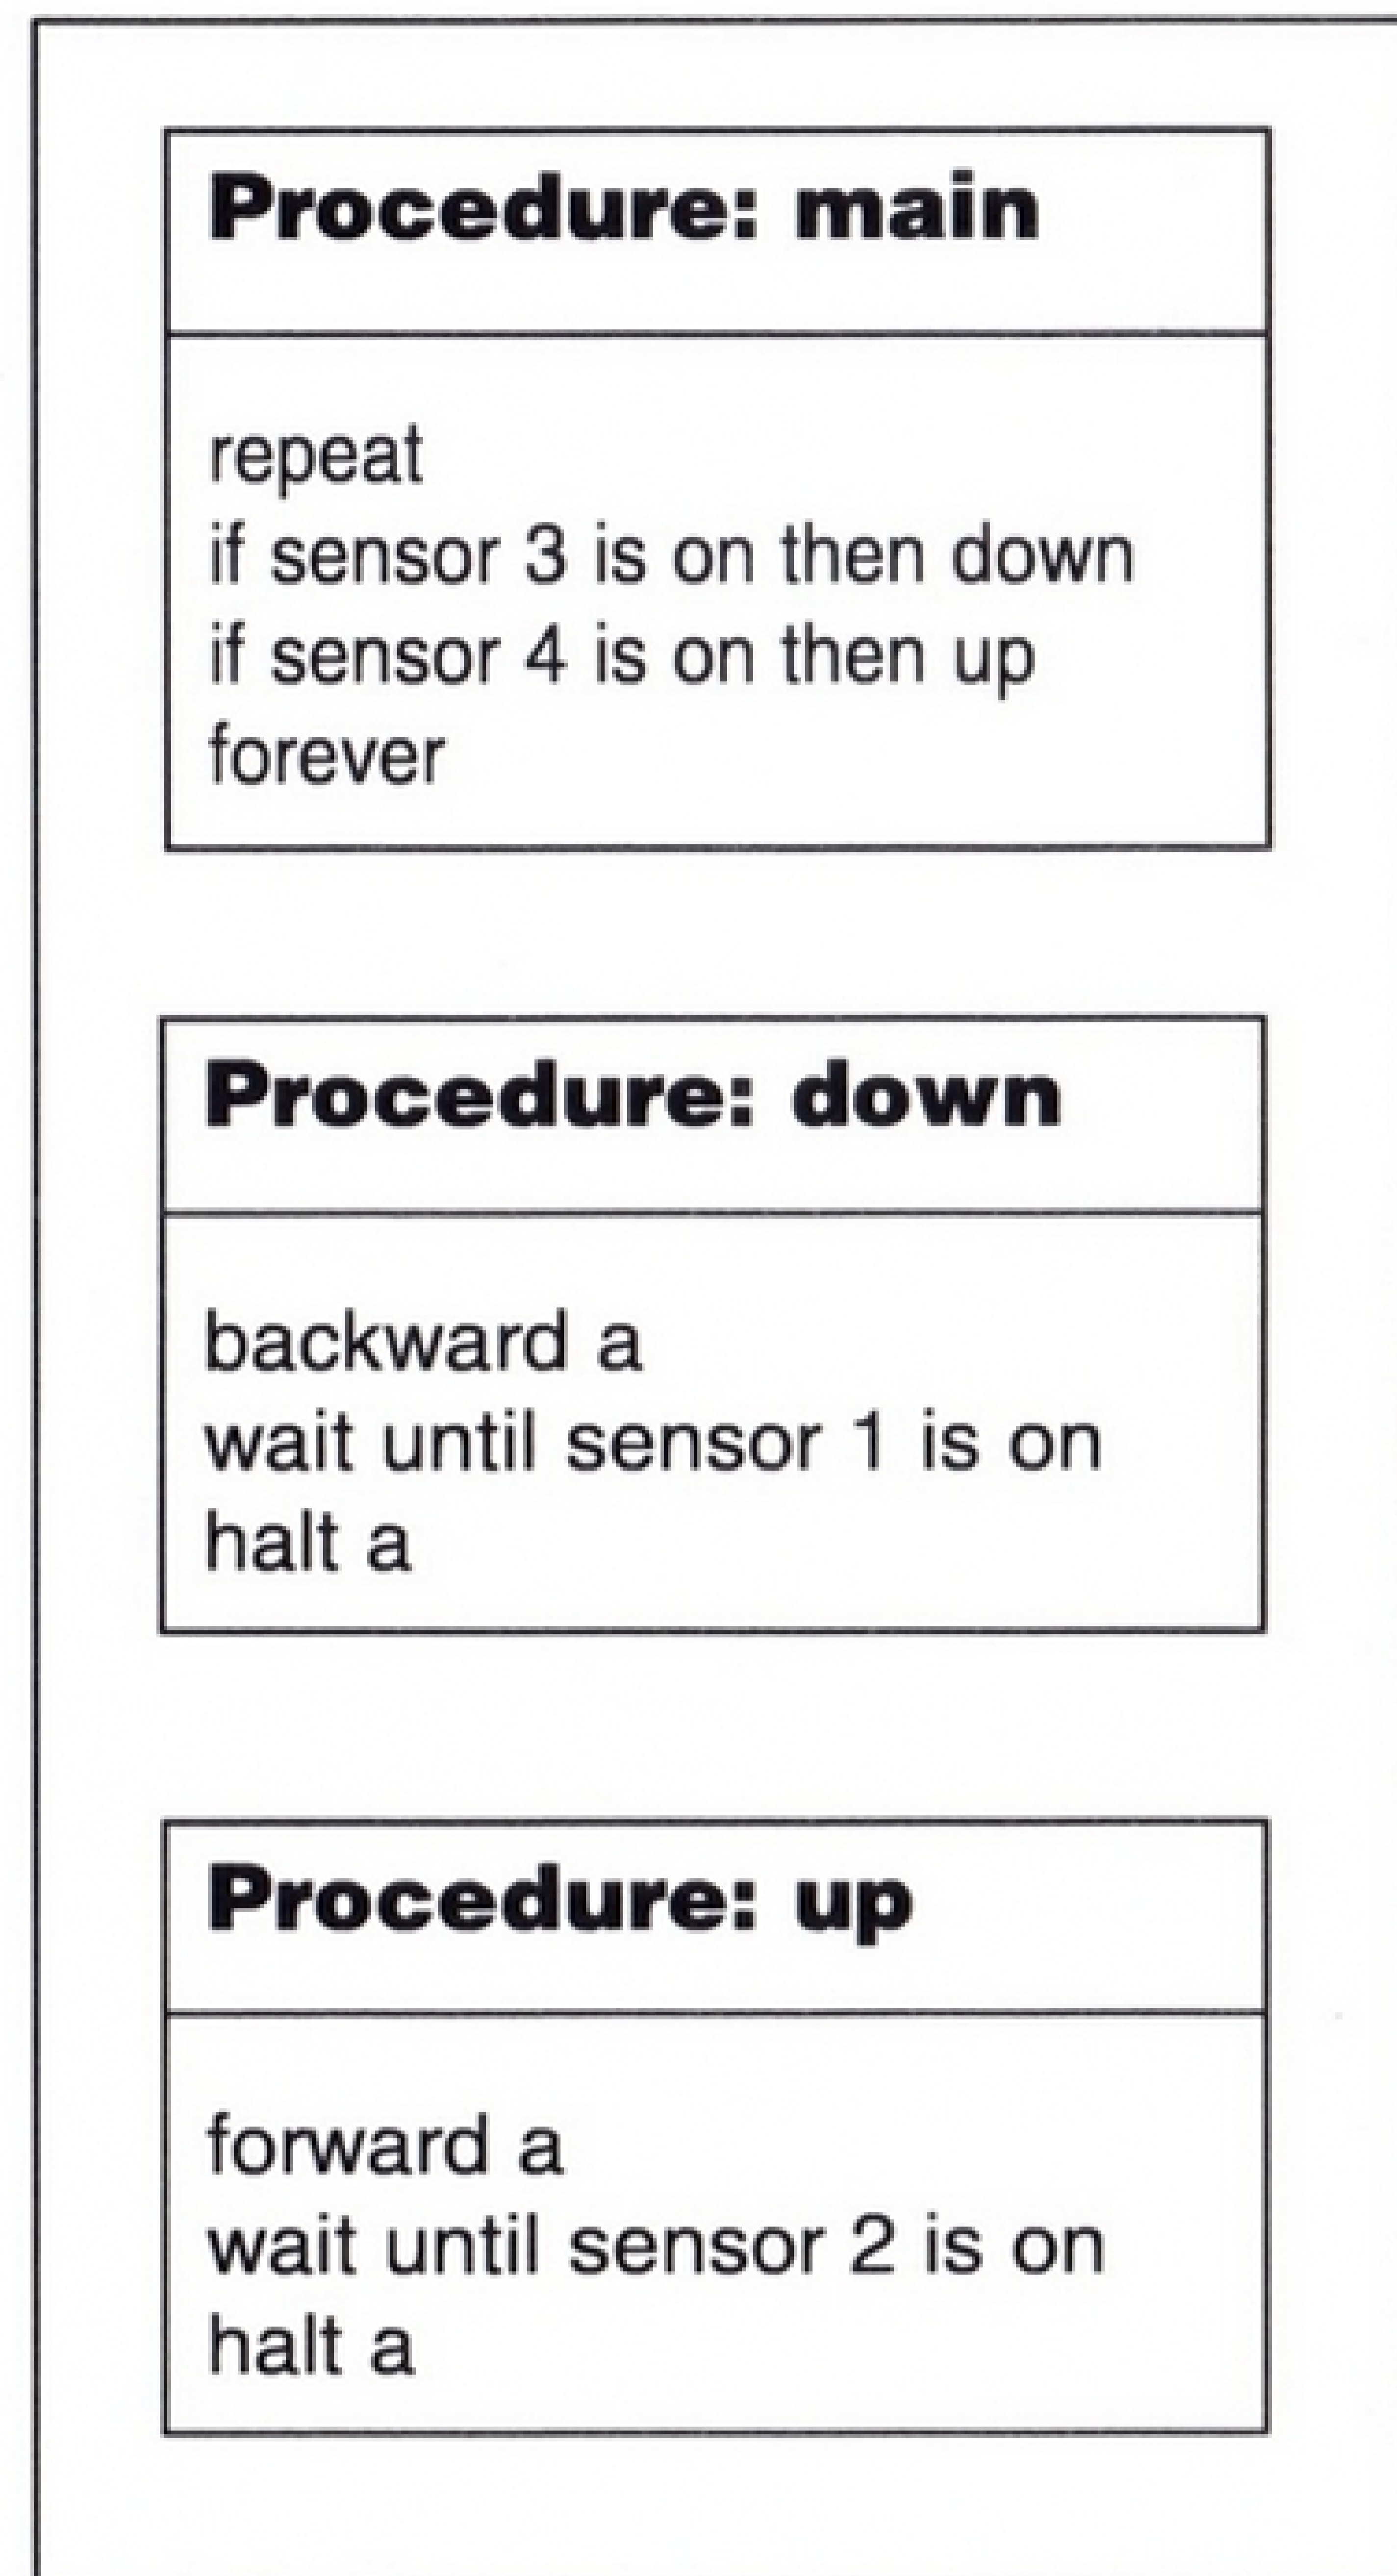 Procedure: main
repeat
if sensor 3 is on then down
if sensor 4 is on then up
forever
Procedure: down
backward a
wait until sensor 1 is on
halt a
Procedure: up
forward a
wait until sensor 2 is on
halt a